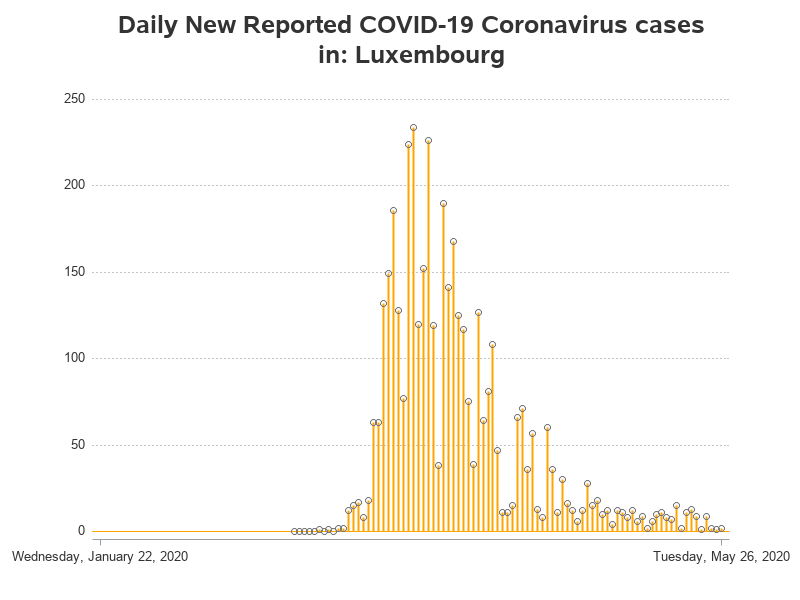 Daily New Reported COVID-19 Coronavirus cases
in: Luxembourg
250
200
150
100
50
0
Wednesday, January 22, 2020
Tuesday, May 26, 2020